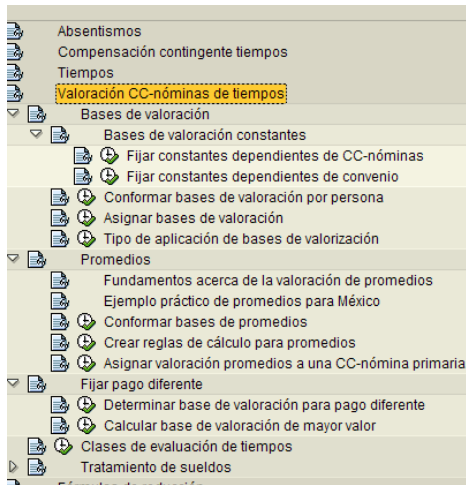 Absentismos
Compensación contingente tiempos
Tiempos
Valoración CC-nóminas de tiempos
Bases de valoración
Bases de valoración constantes
Fijar constantes dependientes de CC-nóminas
Fijar constantes dependientes de convenio
Conformar bases de valoración por persona
Asignar bases de valoración
Tipo de aplicación de bases de valorización
Promedios
Fundamentos acerca de la valoración de promedios
Ejemplo práctico de promedios para México
Conformar bases de promedios
Crear reglas de cálculo para promedios
Asignar valoración promedios a una CC-nómina primaria
Fijar pago diferente
Determinar base de valoración para pago diferente
Calcular base de valoración de mayor valor
Clases de evaluación de tiempos
Tratamiento de sueldos
Fórmulas de reducción